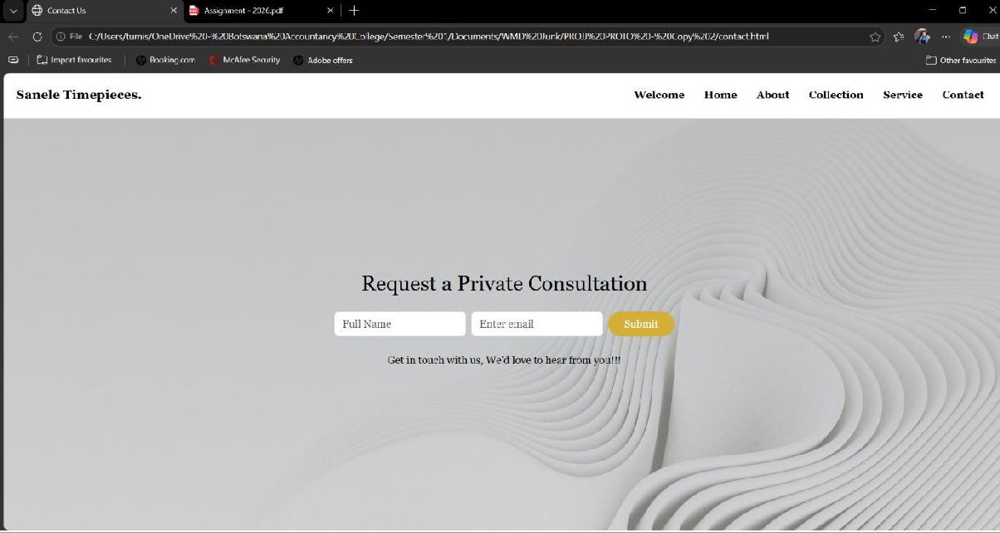 Contact Us
Assignment - 2026.pdf
File C:/Users/tumis/OneDrive%20-%20Botswana%20Accountancy%20College/Semester%201/Documents/WMD%20Junk/PROJJ%20PROTO%20-%20Copy%202/contact.html
Chat
Import favourites Booking.com McAfee Security Adobe offers Other favourites
Sanele Timepieces. Welcome Home About Collection Service Contact
Request a Private Consultation
Full Name Enter email Submit
Get in touch with us, We'd love to hear from you!!!